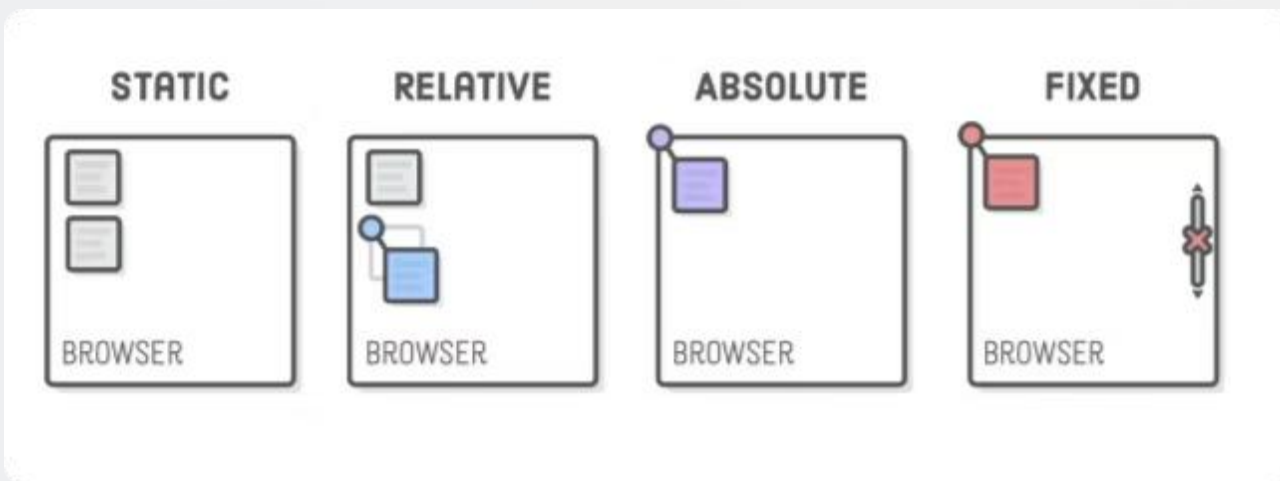 STATIC
RELATIVE
ABSOLUTE
FIXED
BROWSER
BROWSER
BROWSER
BROWSER